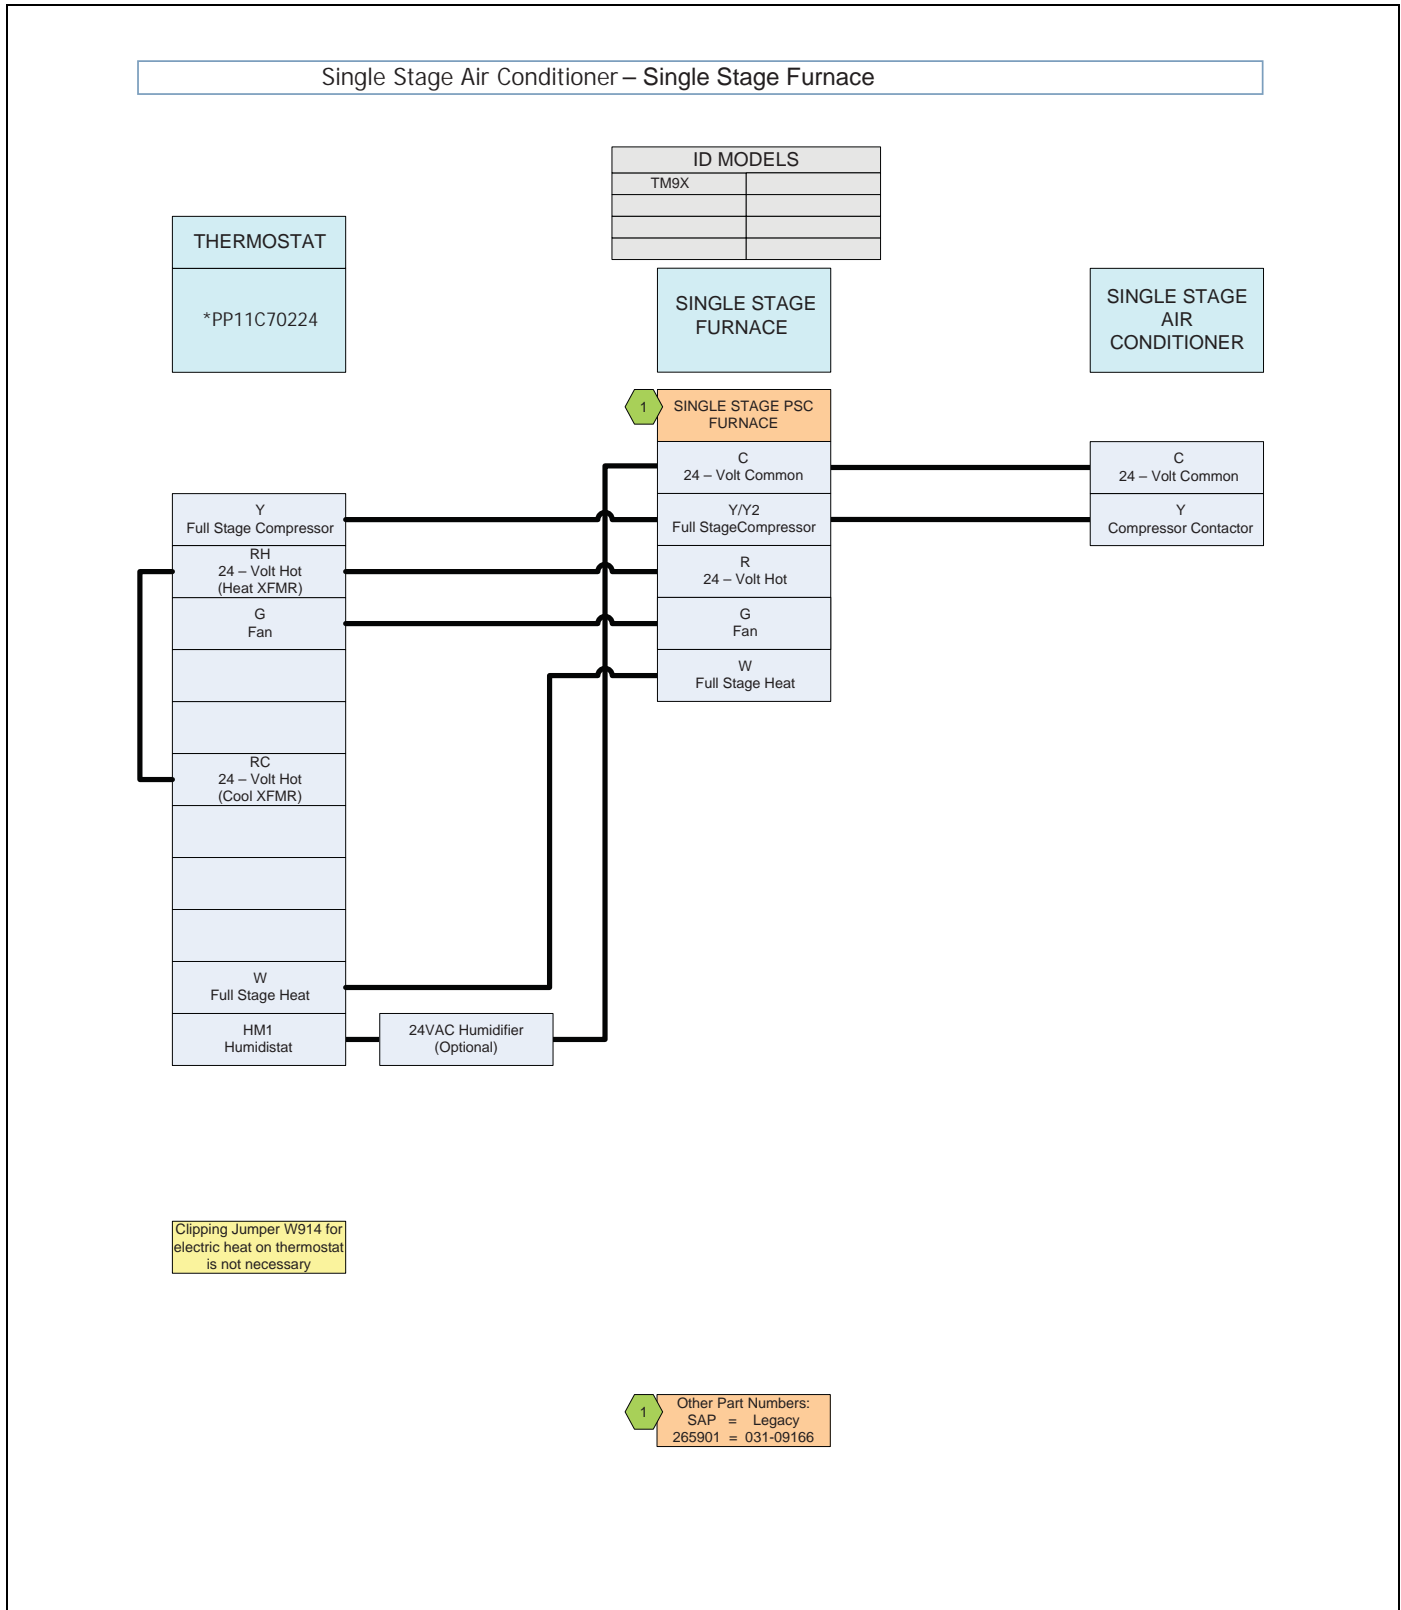 Single Stage Air Conditioner – Single Stage Furnace
ID MODELS
TM9X
THERMOSTAT
*PP11C70224
SINGLE STAGE
FURNACE
SINGLE STAGE
AIR
CONDITIONER
1
SINGLE STAGE PSC
FURNACE
C
24 – Volt Common
Y/Y2
Full StageCompressor
R
24 – Volt Hot
G
Fan
W
Full Stage Heat
C
24 – Volt Common
Y
Compressor Contactor
Y
Full Stage Compressor
RH
24 – Volt Hot
(Heat XFMR)
G
Fan
RC
24 – Volt Hot
(Cool XFMR)
W
Full Stage Heat
HM1
Humidistat
24VAC Humidifier
(Optional)
Clipping Jumper W914 for
electric heat on thermostat
is not necessary
1
Other Part Numbers:
SAP = Legacy
265901 = 031-09166